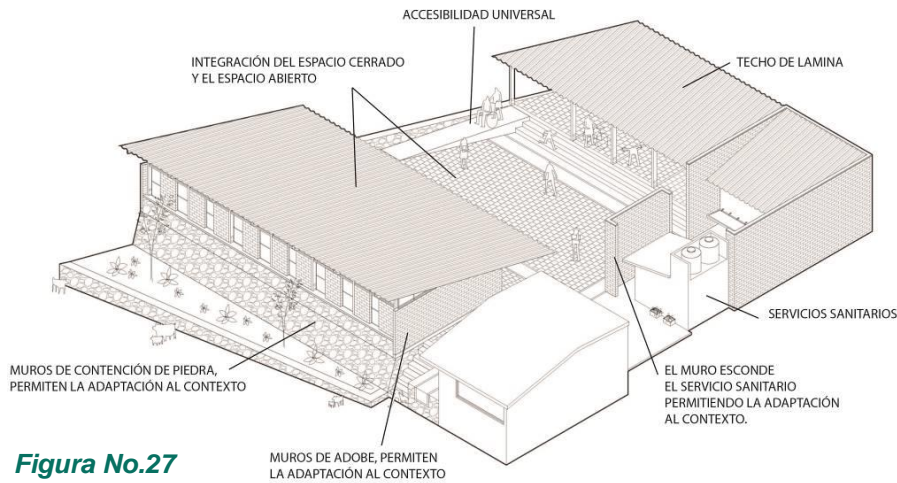 ACCESIBILIDAD UNIVERSAL
INTEGRACIÓN DEL ESPACIO CERRADO
Y EL ESPACIO ABIERTO
TECHO DE LAMINA
SERVICIOS SANITARIOS
MUROS DE CONTENCIÓN DE PIEDRA,
PERMITEN LA ADAPTACIÓN AL CONTEXTO
EL MURO ESCONDE
EL SERVICIO SANITARIO
PERMITIENDO LA ADAPTACIÓN
AL CONTEXTO.
MUROS DE ADOBE, PERMITEN
LA ADAPTACIÓN AL CONTEXTO
Figura No.27